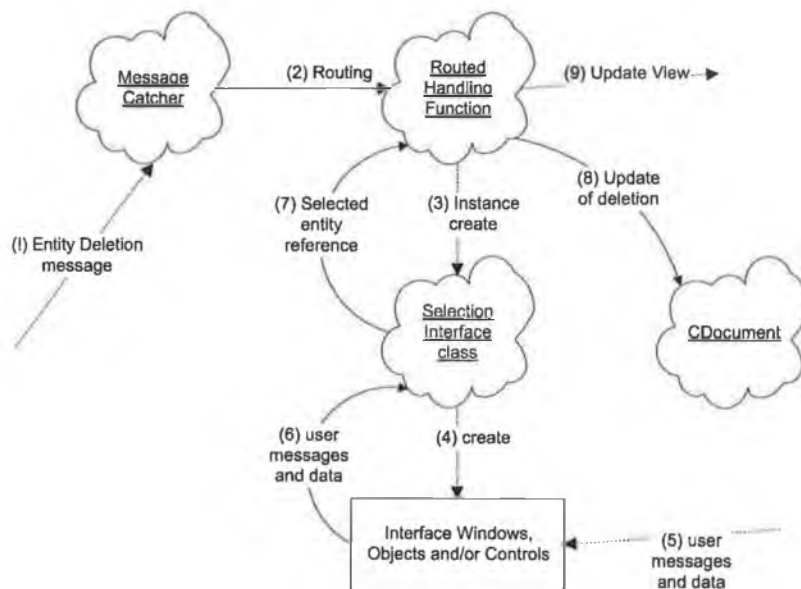 Message
Catcher
(2) Routing
Routed
Handling
Function
(9) Update View
(!) Entity Deletion
message
(7) Selected
entity
reference
(3) Instance
create
(8) Update
of deletion
Selection
Interface
class
CDocument
(6) user
messages
and data
(4) create
Interface Windows,
Objects and/or Controls
(5) user
messages
and data